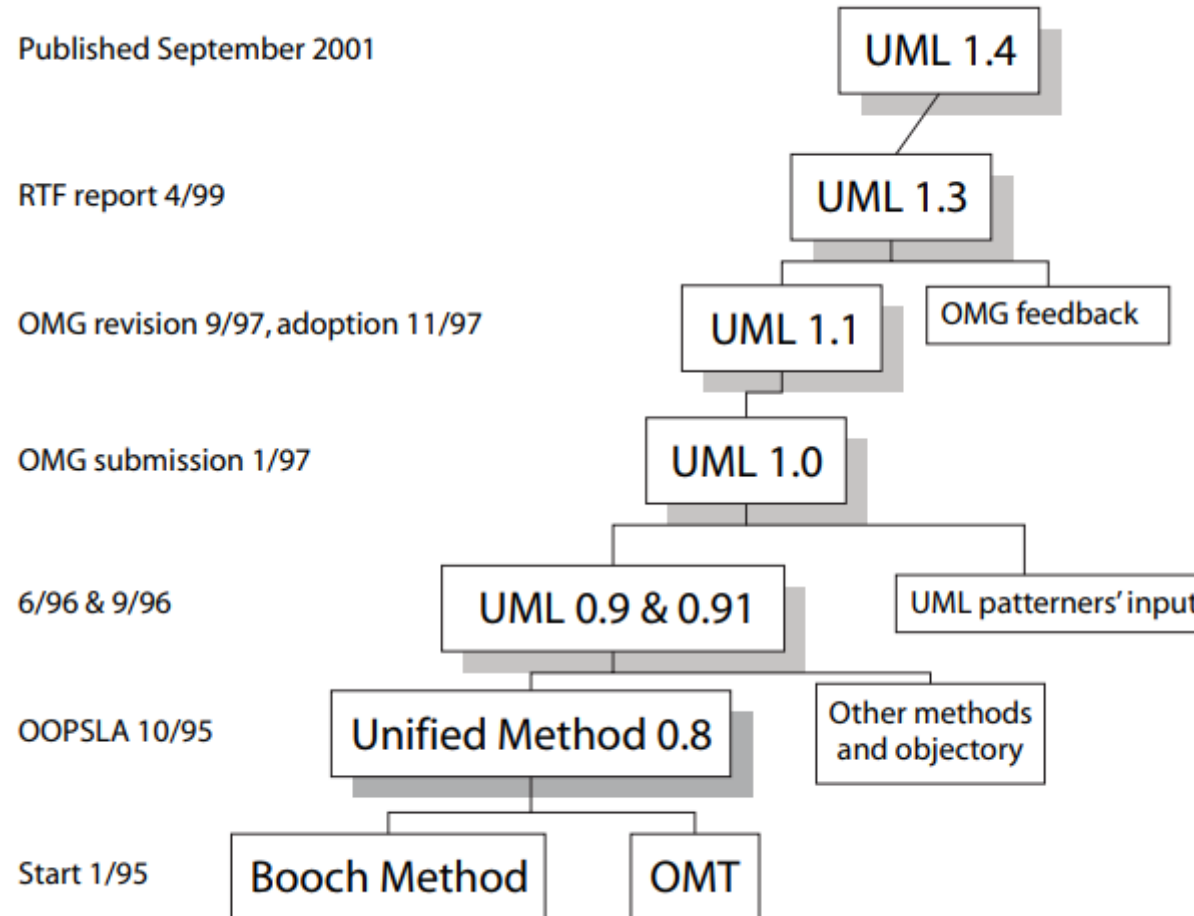 Published September 2001
UML 1.4
RTF report 4/99
UML 1.3
OMG revision 9/97, adoption 11/97
UML 1.1
OMG feedback
OMG submission 1/97
UML 1.0
6/96 & 9/96
UML 0.9 & 0.91
UML patterners' input
OOPSLA 10/95
Unified Method 0.8
Other methods
and objectory
Start 1/95
Booch Method
OMT